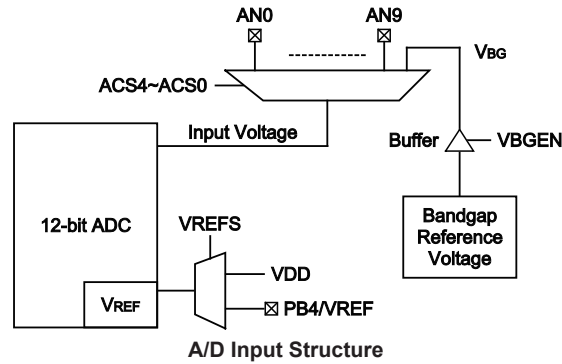 AN0
AN9
VBG
ACS4~ACS0
Input Voltage
Buffer
VBGEN
12-bit ADC
VREFS
Bandgap
Reference
Voltage
VDD
VREF
PB4/VREF
A/D Input Structure